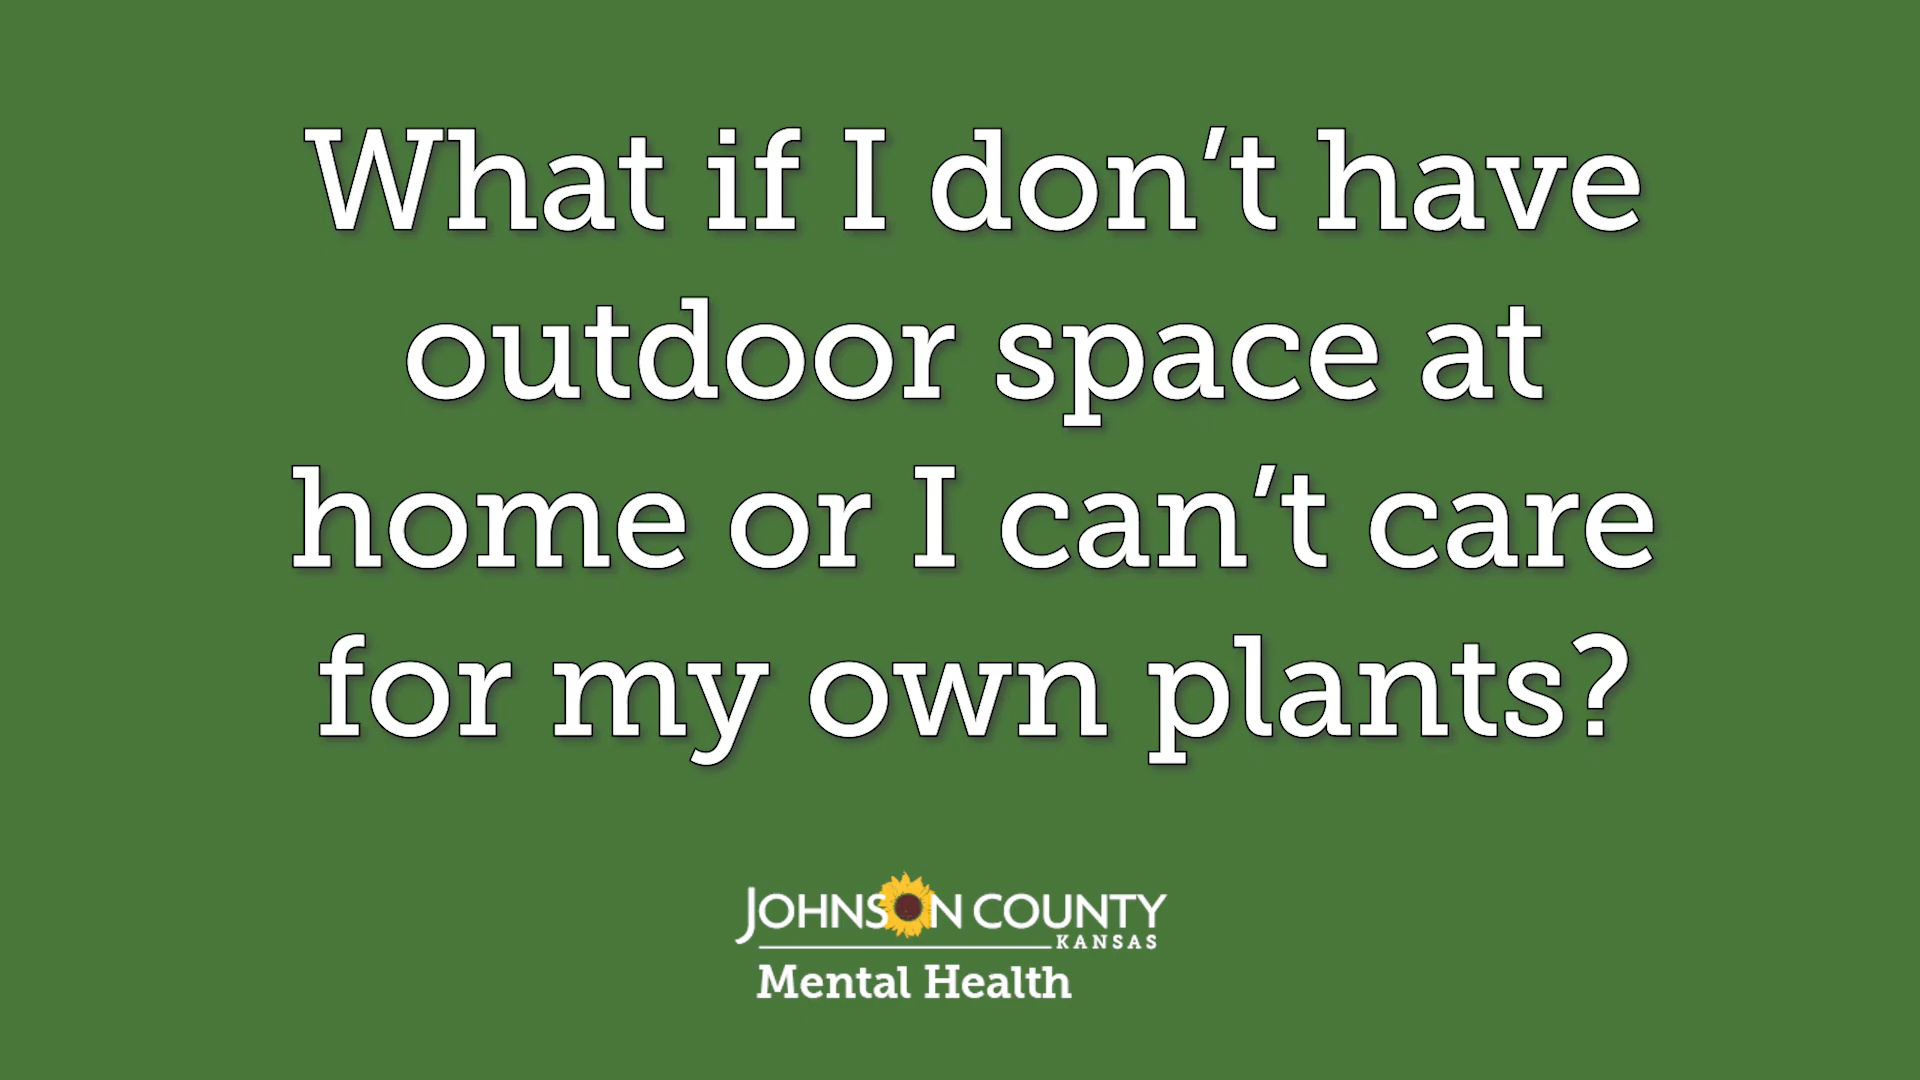 What if I don’t have
outdoor space at
home or I can’t care
for my own plants?
JOHNSON COUNTY
KANSAS
Mental Health